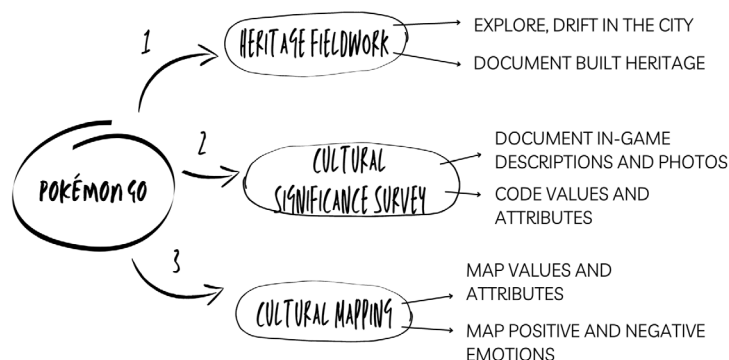 1
HERITAGE FIELDWORK
EXPLORE, DRIFT IN THE CITY
DOCUMENT BUILT HERITAGE
POKÉMON GO
2
CULTURAL
SIGNIFICANCE SURVEY
DOCUMENT IN-GAME
DESCRIPTIONS AND PHOTOS
CODE VALUES AND
ATTRIBUTES
3
CULTURAL MAPPING
MAP VALUES AND
ATTRIBUTES
MAP POSITIVE AND NEGATIVE
EMOTIONS